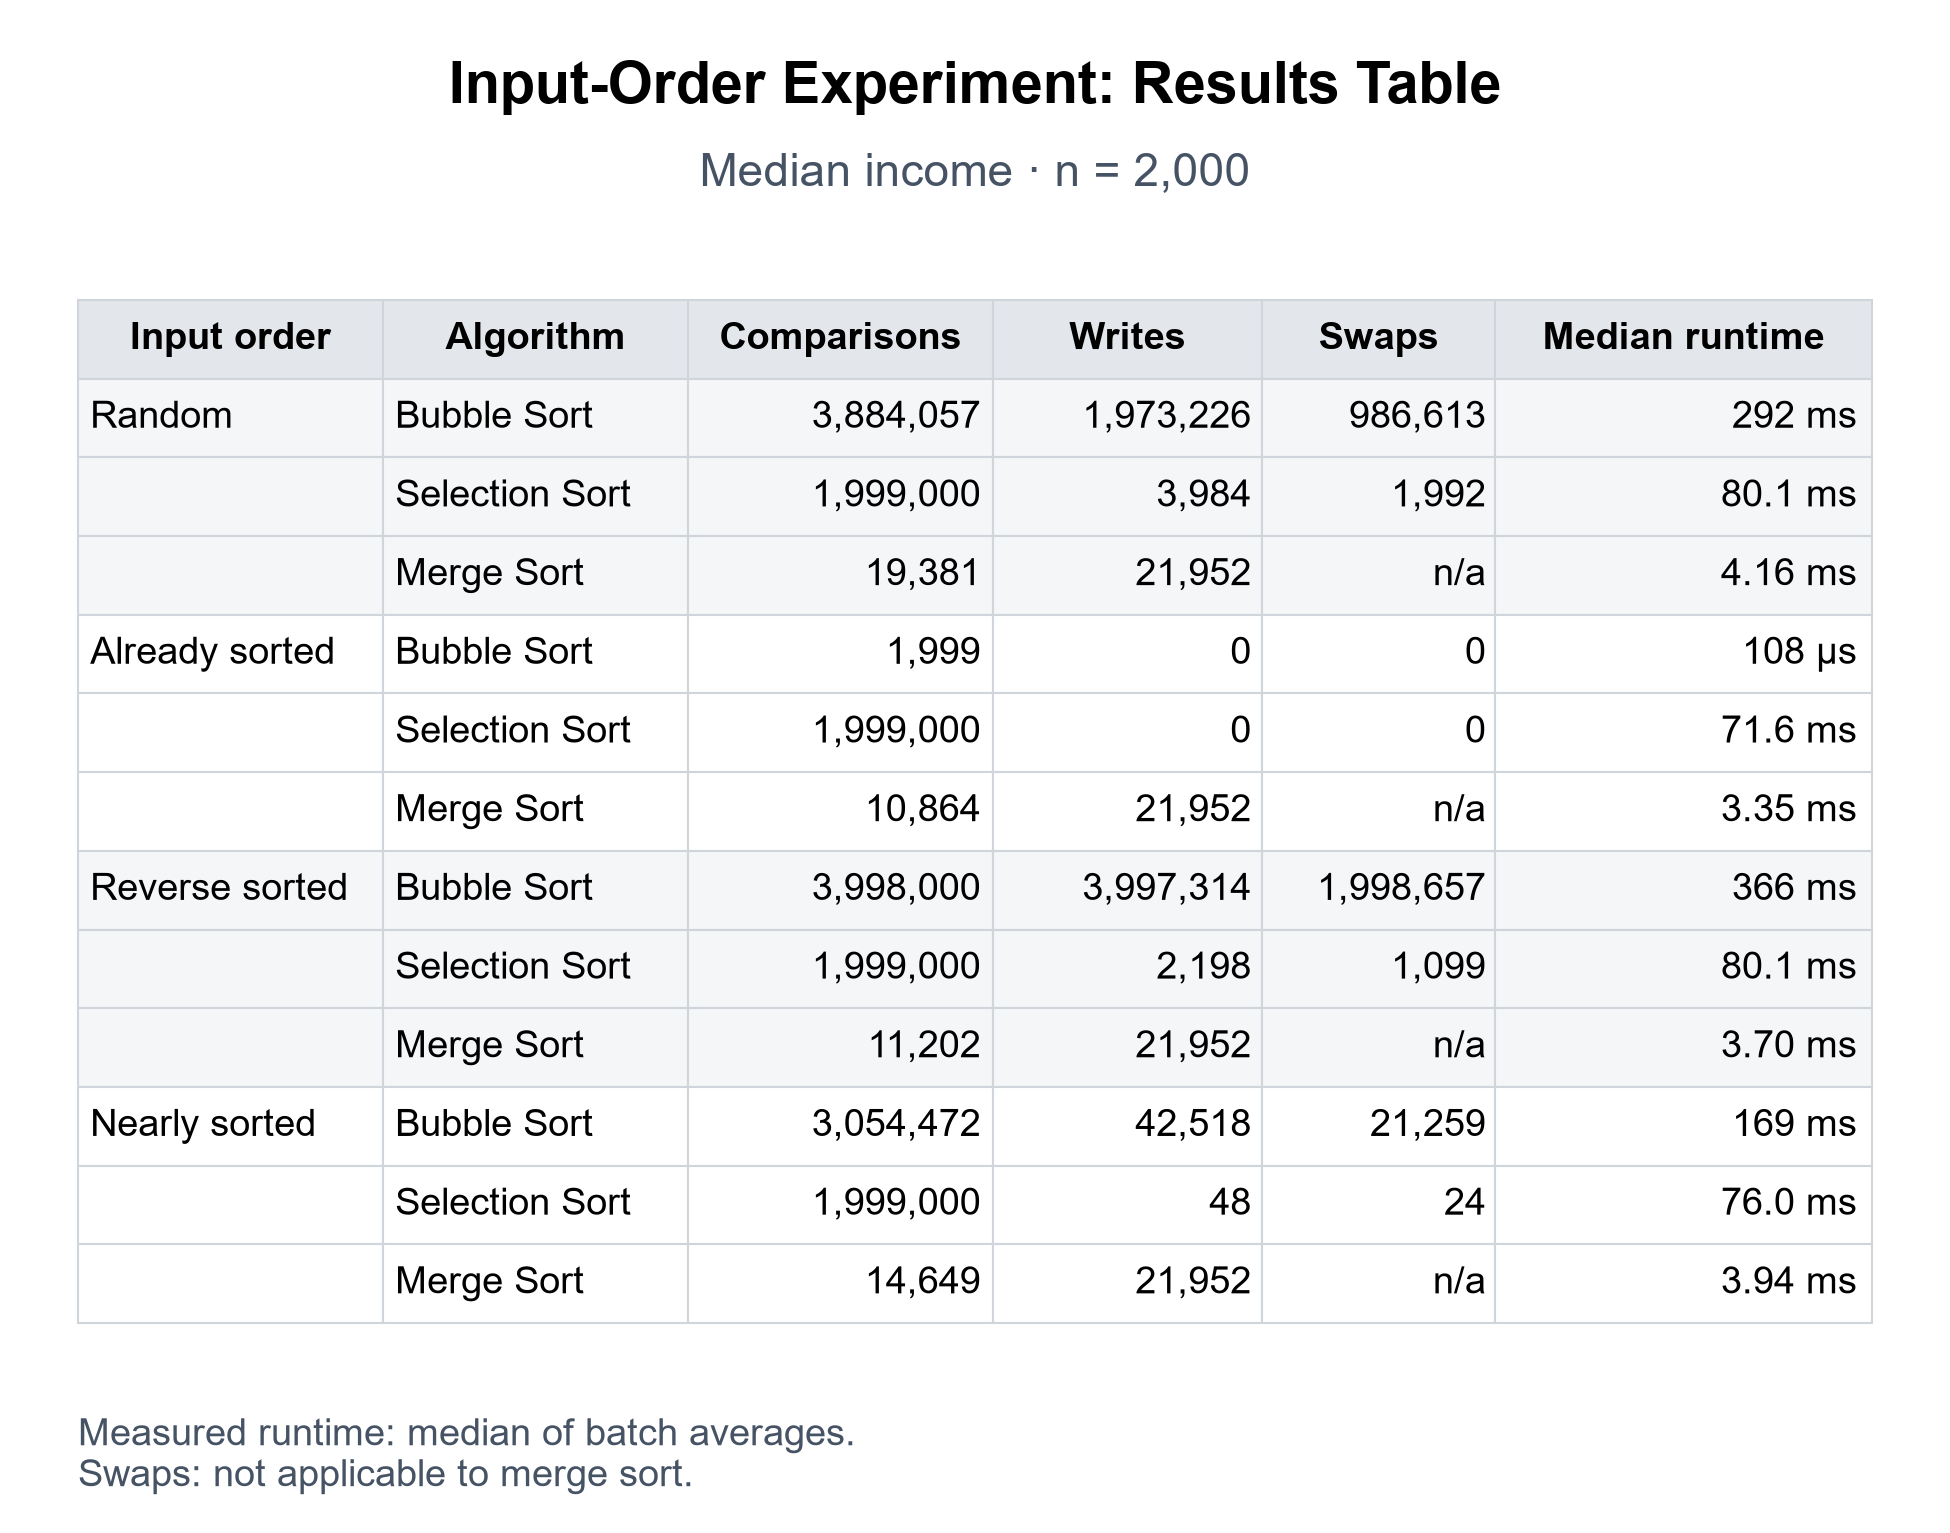 Input-Order Experiment: Results Table
Median income · n = 2,000
Input order Algorithm Comparisons Writes Swaps Median runtime
Random Bubble Sort 3,884,057 1,973,226 986,613 292 ms
Selection Sort 1,999,000 3,984 1,992 80.1 ms
Merge Sort 19,381 21,952 n/a 4.16 ms
Already sorted Bubble Sort 1,999 0 0 108 µs
Selection Sort 1,999,000 0 0 71.6 ms
Merge Sort 10,864 21,952 n/a 3.35 ms
Reverse sorted Bubble Sort 3,998,000 3,997,314 1,998,657 366 ms
Selection Sort 1,999,000 2,198 1,099 80.1 ms
Merge Sort 11,202 21,952 n/a 3.70 ms
Nearly sorted Bubble Sort 3,054,472 42,518 21,259 169 ms
Selection Sort 1,999,000 48 24 76.0 ms
Merge Sort 14,649 21,952 n/a 3.94 ms
Measured runtime: median of batch averages.
Swaps: not applicable to merge sort.